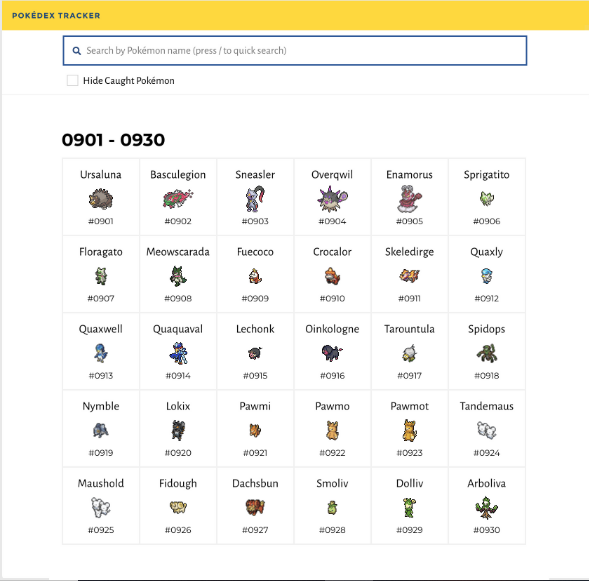 POKÉDEX TRACKER
Search by Pokémon name (press / to quick search)
Hide Caught Pokémon
0901 - 0930
Ursaluna Basculegion Sneasler Overqwil Enamorus Sprigatito
#0901 #0902 #0903 #0904 #0905 #0906
Floragato Meowscarada Fuecoco Crocalor Skeledirge Quaxly
#0907 #0908 #0909 #0910 #0911 #0912
Quaxwell Quaquaval Lechonk Oinkologne Tarountula Spidops
#0913 #0914 #0915 #0916 #0917 #0918
Nymble Lokix Pawmi Pawmo Pawmot Tandemaus
#0919 #0920 #0921 #0922 #0923 #0924
Maushold Fidough Dachsbun Smoliv Dolliv Arboliva
#0925 #0926 #0927 #0928 #0929 #0930